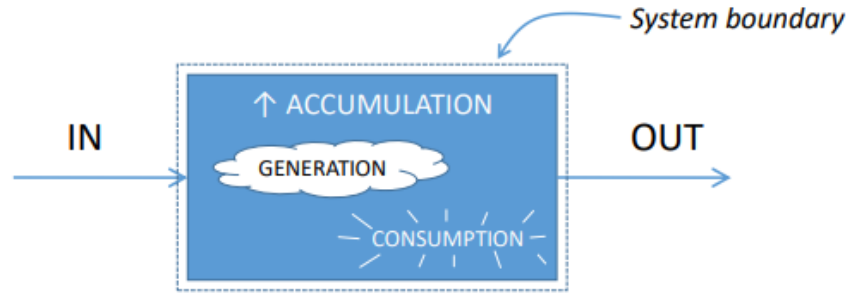 System boundary
↑ ACCUMULATION
IN
OUT
GENERATION
CONSUMPTION